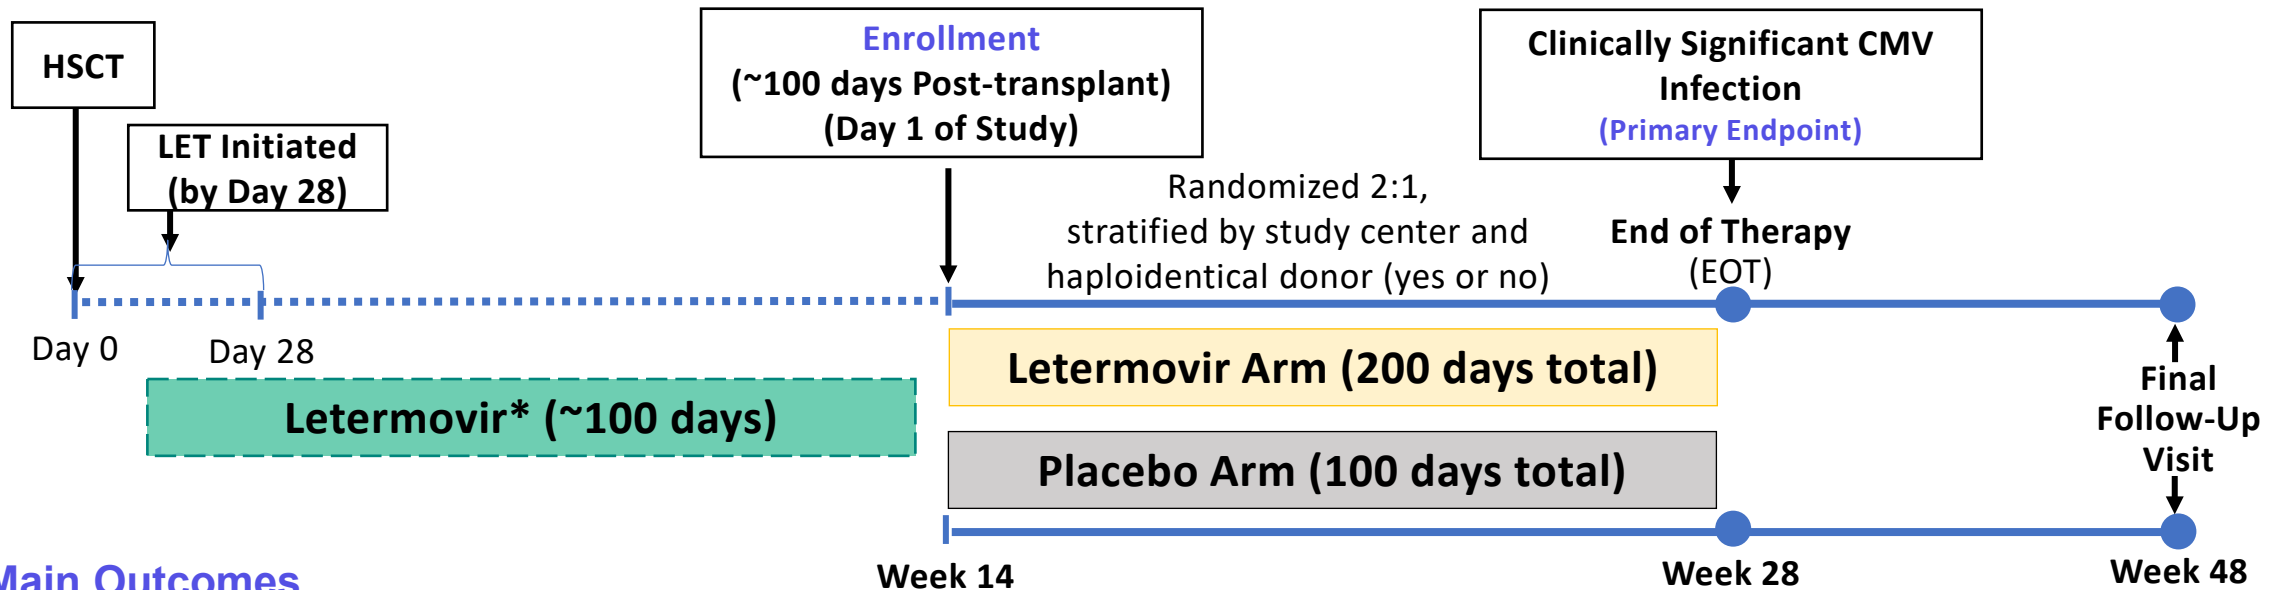 HSCT
LET Initiated
(by Day 28)
Enrollment
(~100 days Post-transplant)
(Day 1 of Study)
Clinically Significant CMV
Infection
(Primary Endpoint)
Randomized 2:1,
stratified by study center and
haploidentical donor (yes or no)
End of Therapy
(EOT)
Day 0
Day 28
Letermovir* (~100 days)
Letermovir Arm (200 days total)
Placebo Arm (100 days total)
Final
Follow-Up
Visit
Week 14
Week 28
Week 48
Main Outcomes